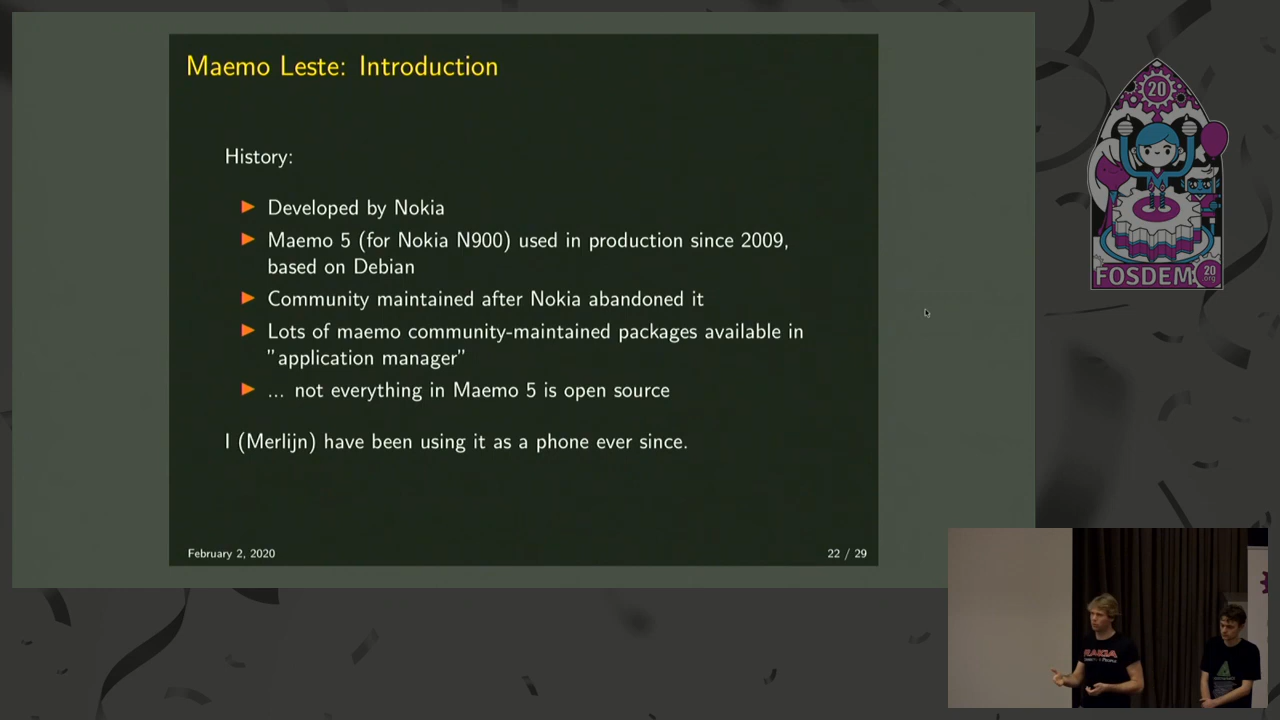 Maemo Leste: Introduction
History:
Developed by Nokia
Maemo 5 (for Nokia N900) used in production since 2009,
based on Debian
Community maintained after Nokia abandoned it
Lots of maemo community-maintained packages available in
"application manager"
... not everything in Maemo 5 is open source
I (Merlijn) have been using it as a phone ever since.
February 2, 2020
22 / 29
20
FOSDEM
20
.org